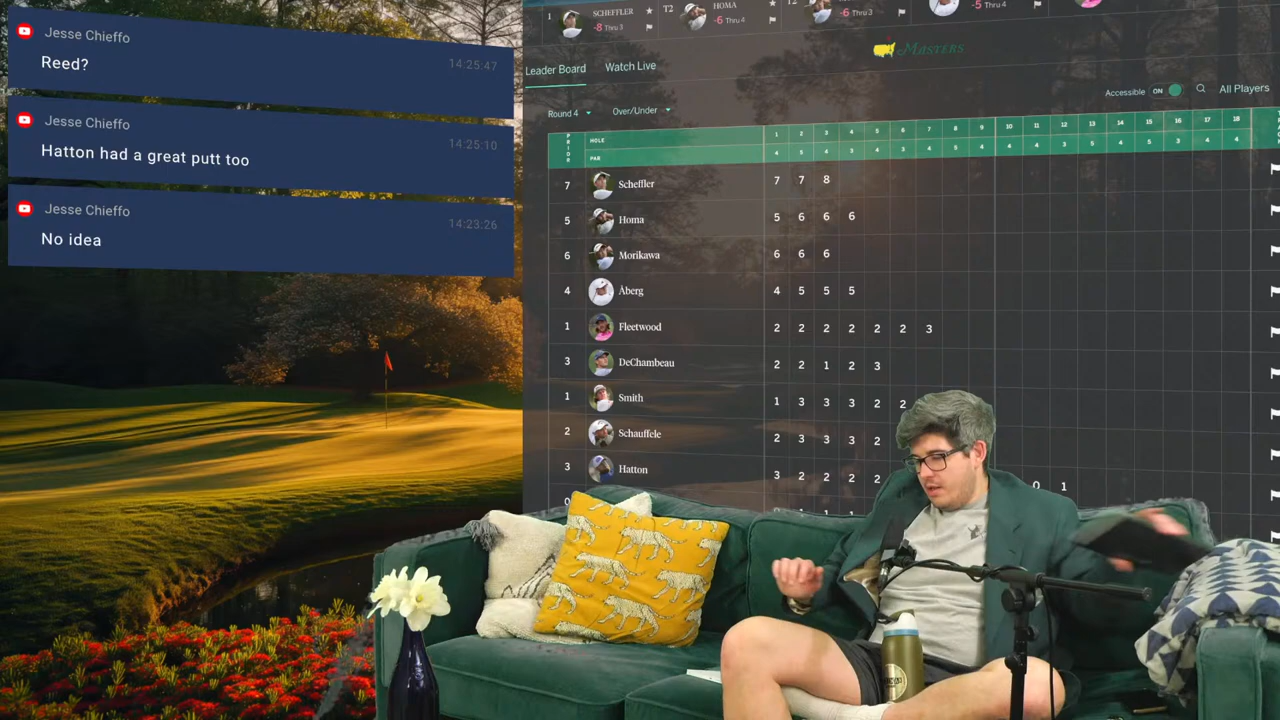 Jesse Chieffo
Reed?
14:25:47
Jesse Chieffo
Hatton had a great putt too
14:25:10
Jesse Chieffo
No idea
14:23:26
1 SCHEFFLER -8 Thru 3
T2 HOMA -6 Thru 4
-6 Thru 3
-5 Thru 4
Masters
Leader Board Watch Live
Accessible ON All Players
Round 4 Over/Under
PRIOR HOLE 1 2 3 4 5 6 7 8 9 10 11 12 13 14 15 16 17 18
PAR 4 5 4 3 4 3 4 5 4 4 4 3 5 4 5 3 4 4
7 Scheffler 7 7 8
5 Homa 5 6 6 6
6 Morikawa 6 6 6
4 Åberg 4 5 5 5
1 Fleetwood 2 2 2 2 2 2 3
3 DeChambeau 2 2 1 2 3
1 Smith 1 3 3 3 2 2
2 Schauffele 2 3 3 3 2
3 Hatton 3 2 2 2 2 0 1
0